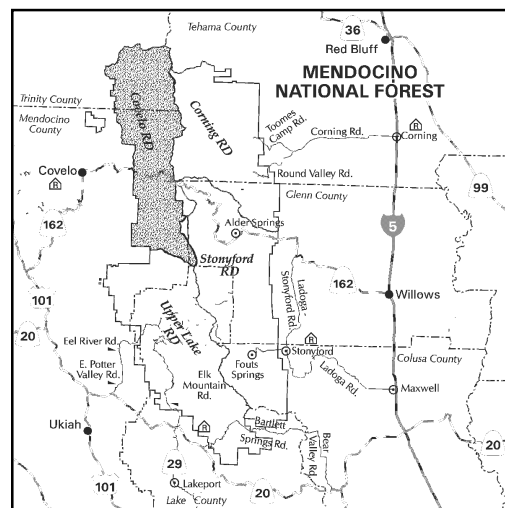 Tehama County
36
Red Bluff
MENDOCINO
NATIONAL FOREST
Trinity County
Mendocino
County
Covelo RD
Corning RD
Toomes
Camp Rd.
Corning Rd.
R
Corning
Covelo
R
Round Valley Rd.
Glenn County
99
162
Alder Springs
5
Stonyford
RD
Ladoga
Stonyford Rd.
162
Willows
101
20
Upper Lake
RD
Eel River Rd.
R
E. Potter
Valley Rd.
Elk
Mountain
Rd.
Fouts
Springs
Stonyford
Colusa County
Ladoga Rd.
Maxwell
Ukiah
R
Bartlett
Springs Rd.
Bear
Valley Rd.
20
29
101
Lakeport
20
Lake County